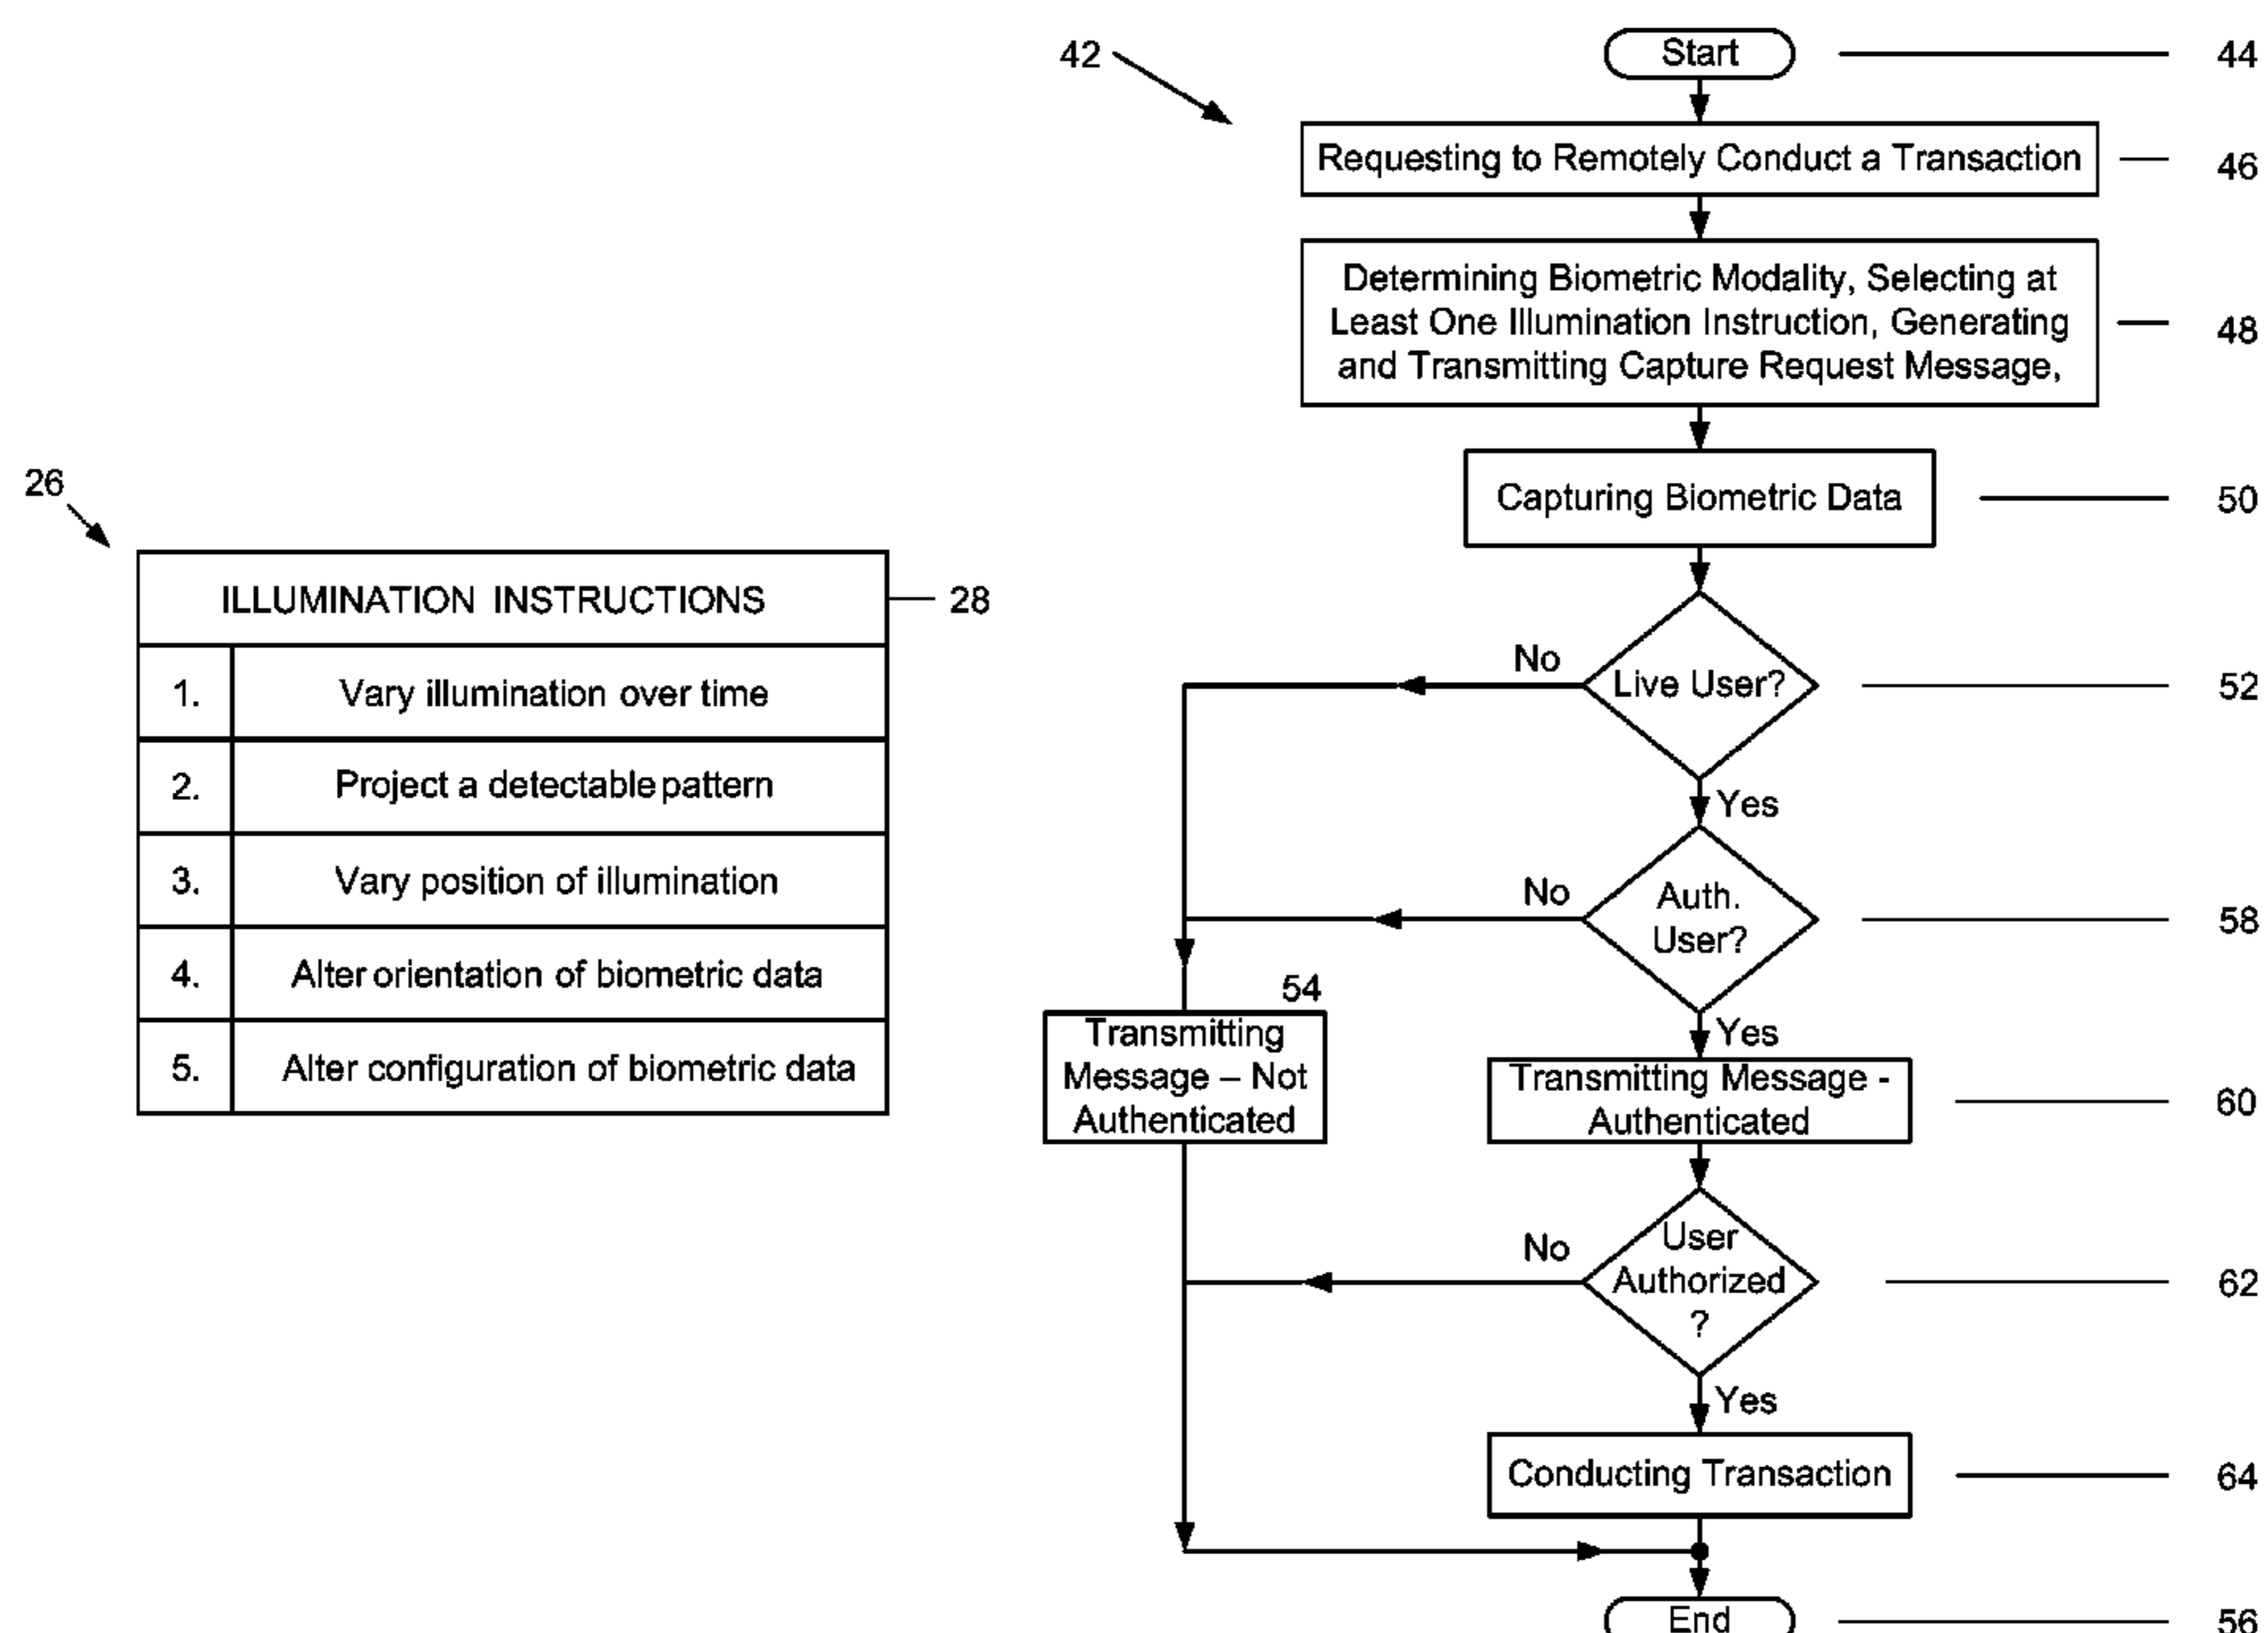 26
ILLUMINATION INSTRUCTIONS
28
1. Vary illumination over time
2. Project a detectable pattern
3. Vary position of illumination
4. Alter orientation of biometric data
5. Alter configuration of biometric data
42
Start
44
Requesting to Remotely Conduct a Transaction
46
Determining Biometric Modality, Selecting at
Least One Illumination Instruction, Generating
and Transmitting Capture Request Message,
48
Capturing Biometric Data
50
Live User?
52
No
Yes
Auth.
User?
58
No
Yes
54
Transmitting
Message – Not
Authenticated
Transmitting Message -
Authenticated
60
User
Authorized
?
62
No
Yes
Conducting Transaction
64
End
56